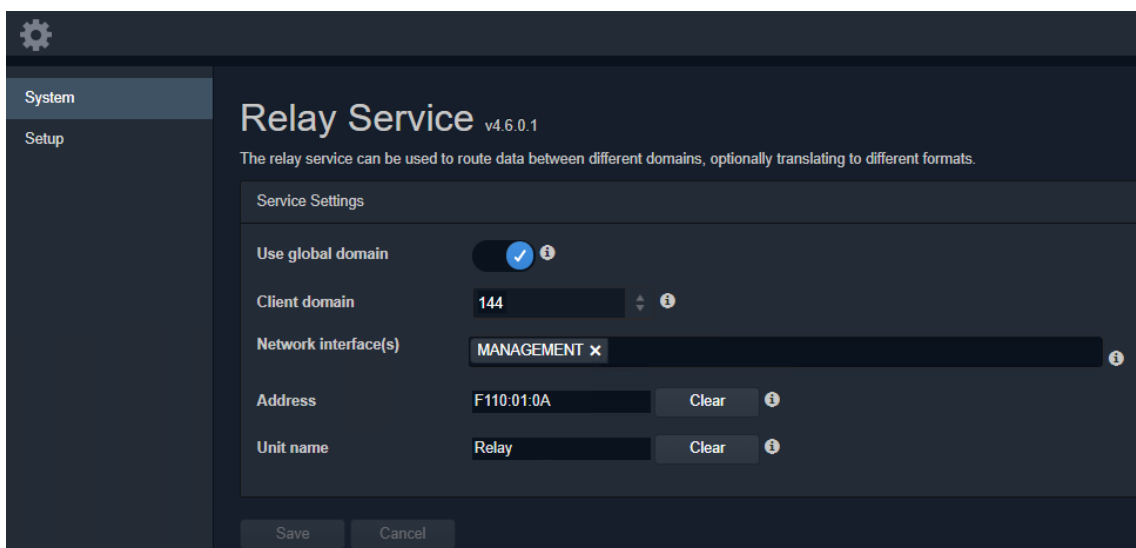 System
Setup
Relay Service v4.6.0.1
The relay service can be used to route data between different domains, optionally translating to different formats.
Service Settings
Use global domain
Client domain 144
Network interface(s) MANAGEMENT ×
Address F110:01:0A Clear
Unit name Relay Clear
Save Cancel